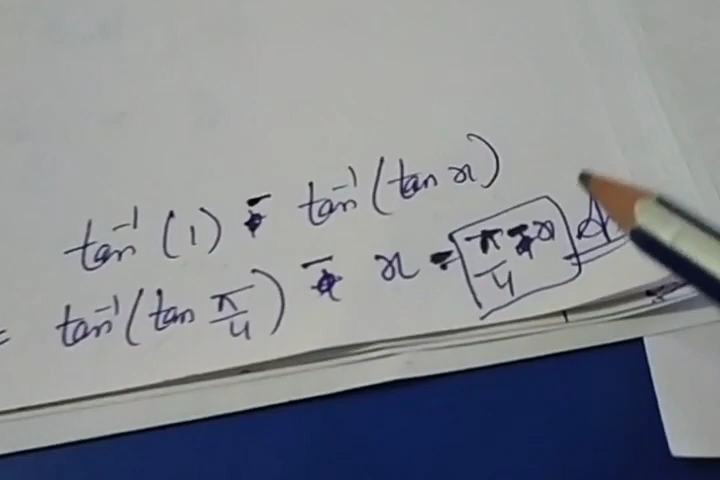 tan⁻¹(1) - tan⁻¹(tan x)
= tan⁻¹(tan π/4) - x = π/4 - x